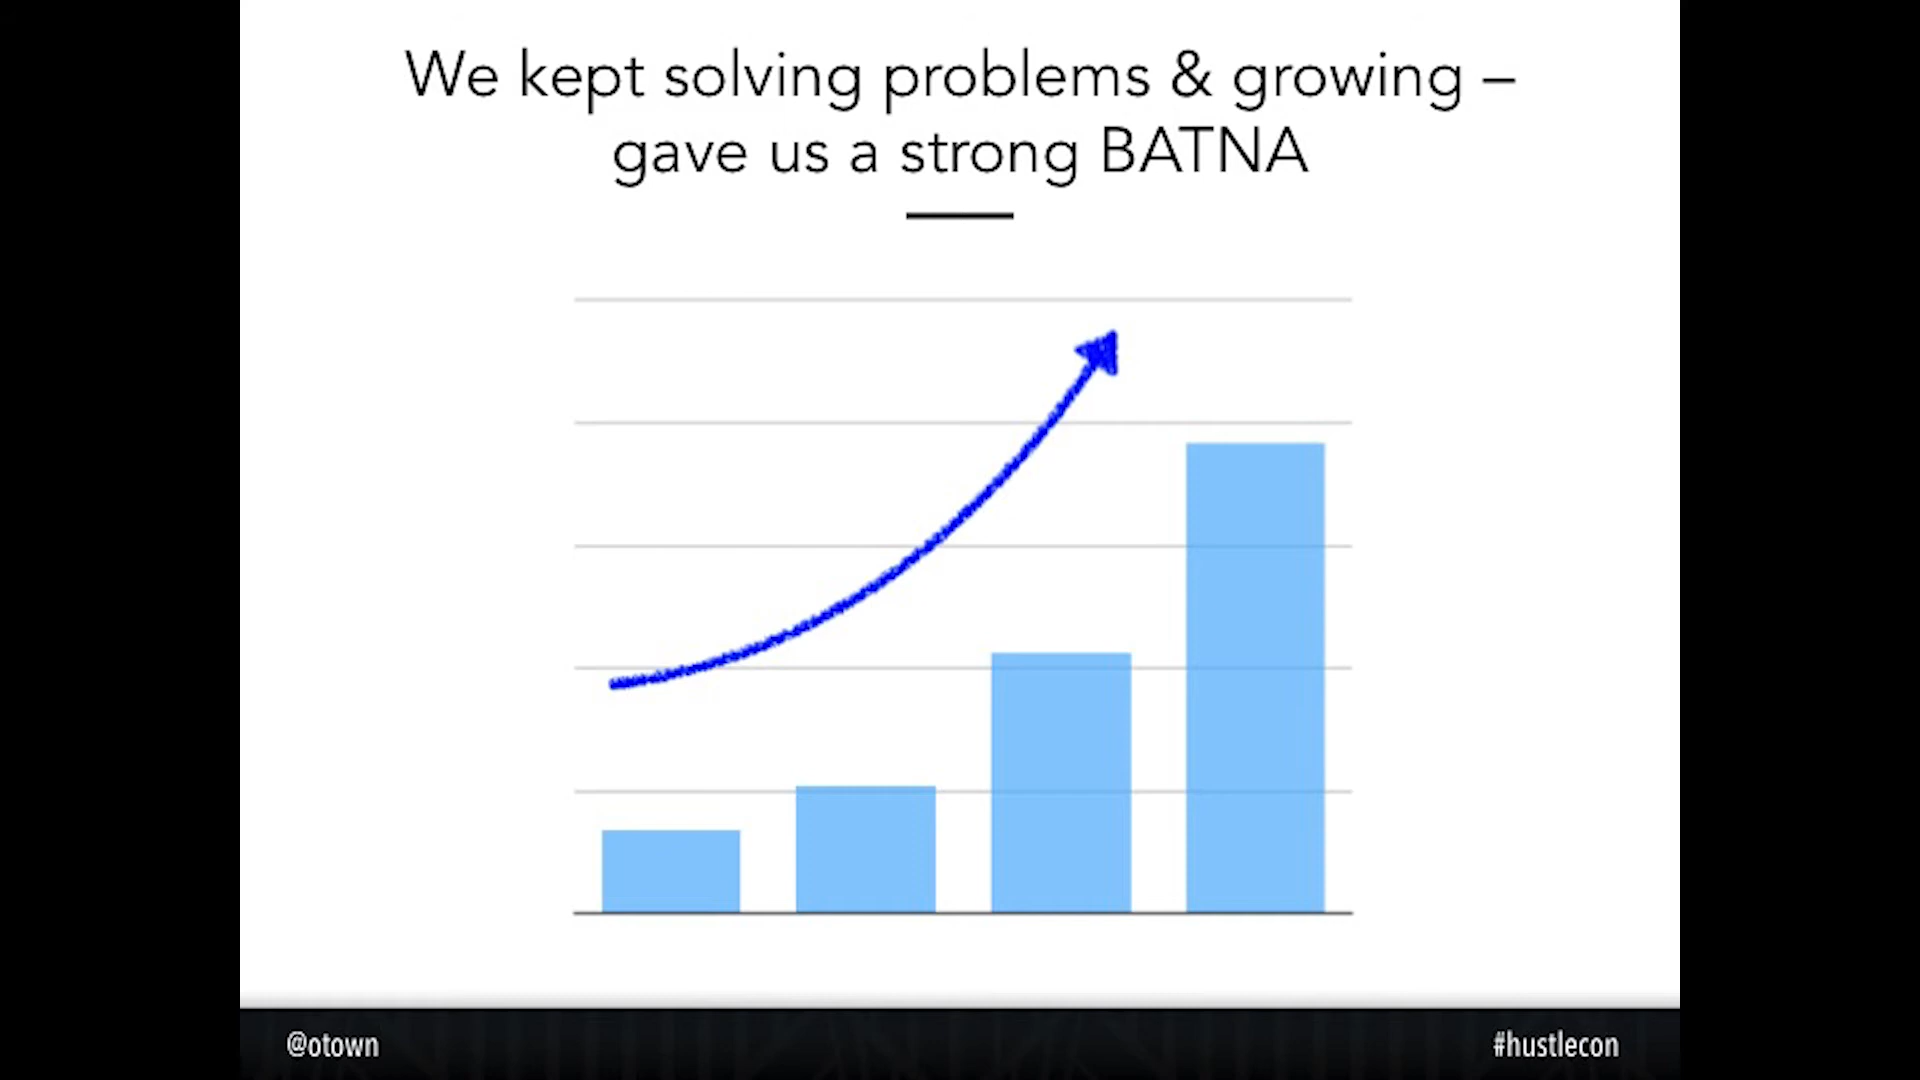 We kept solving problems & growing –
gave us a strong BATNA
@otown
#hustlecon